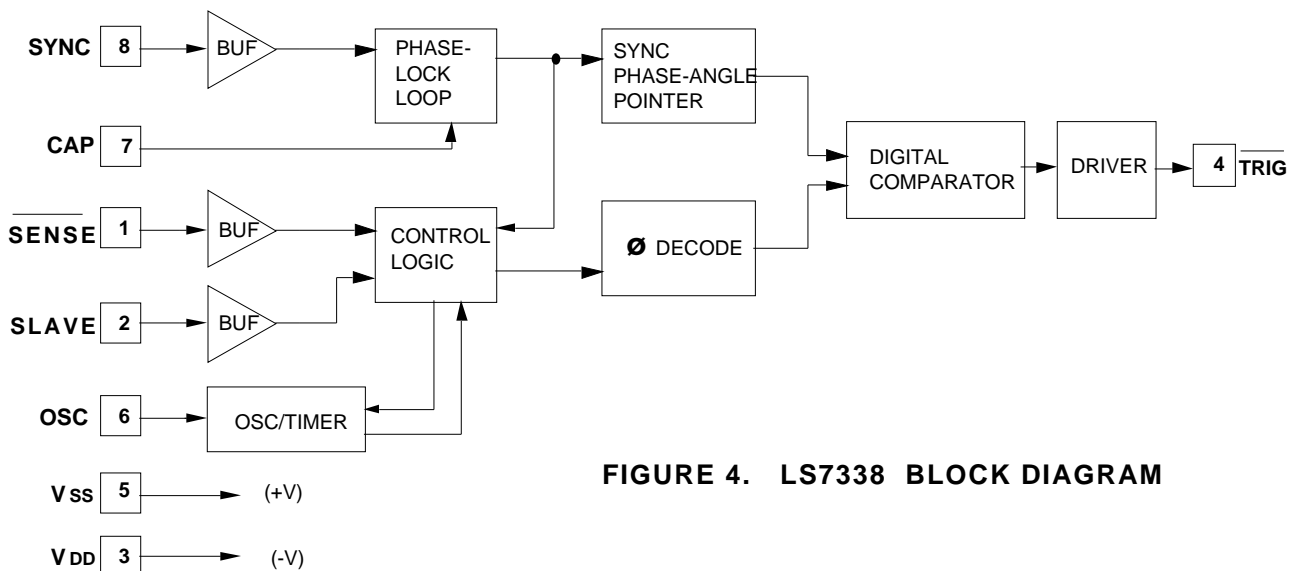 SYNC 8 BUF PHASE-
LOCK
LOOP
SYNC
PHASE-ANGLE
POINTER
CAP 7
DIGITAL
COMPARATOR
DRIVER
4 TRIG
SENSE 1 BUF
CONTROL
LOGIC
Ø DECODE
SLAVE 2 BUF
OSC 6 OSC/TIMER
VSS 5 (+V)
VDD 3 (-V)
FIGURE 4. LS7338 BLOCK DIAGRAM